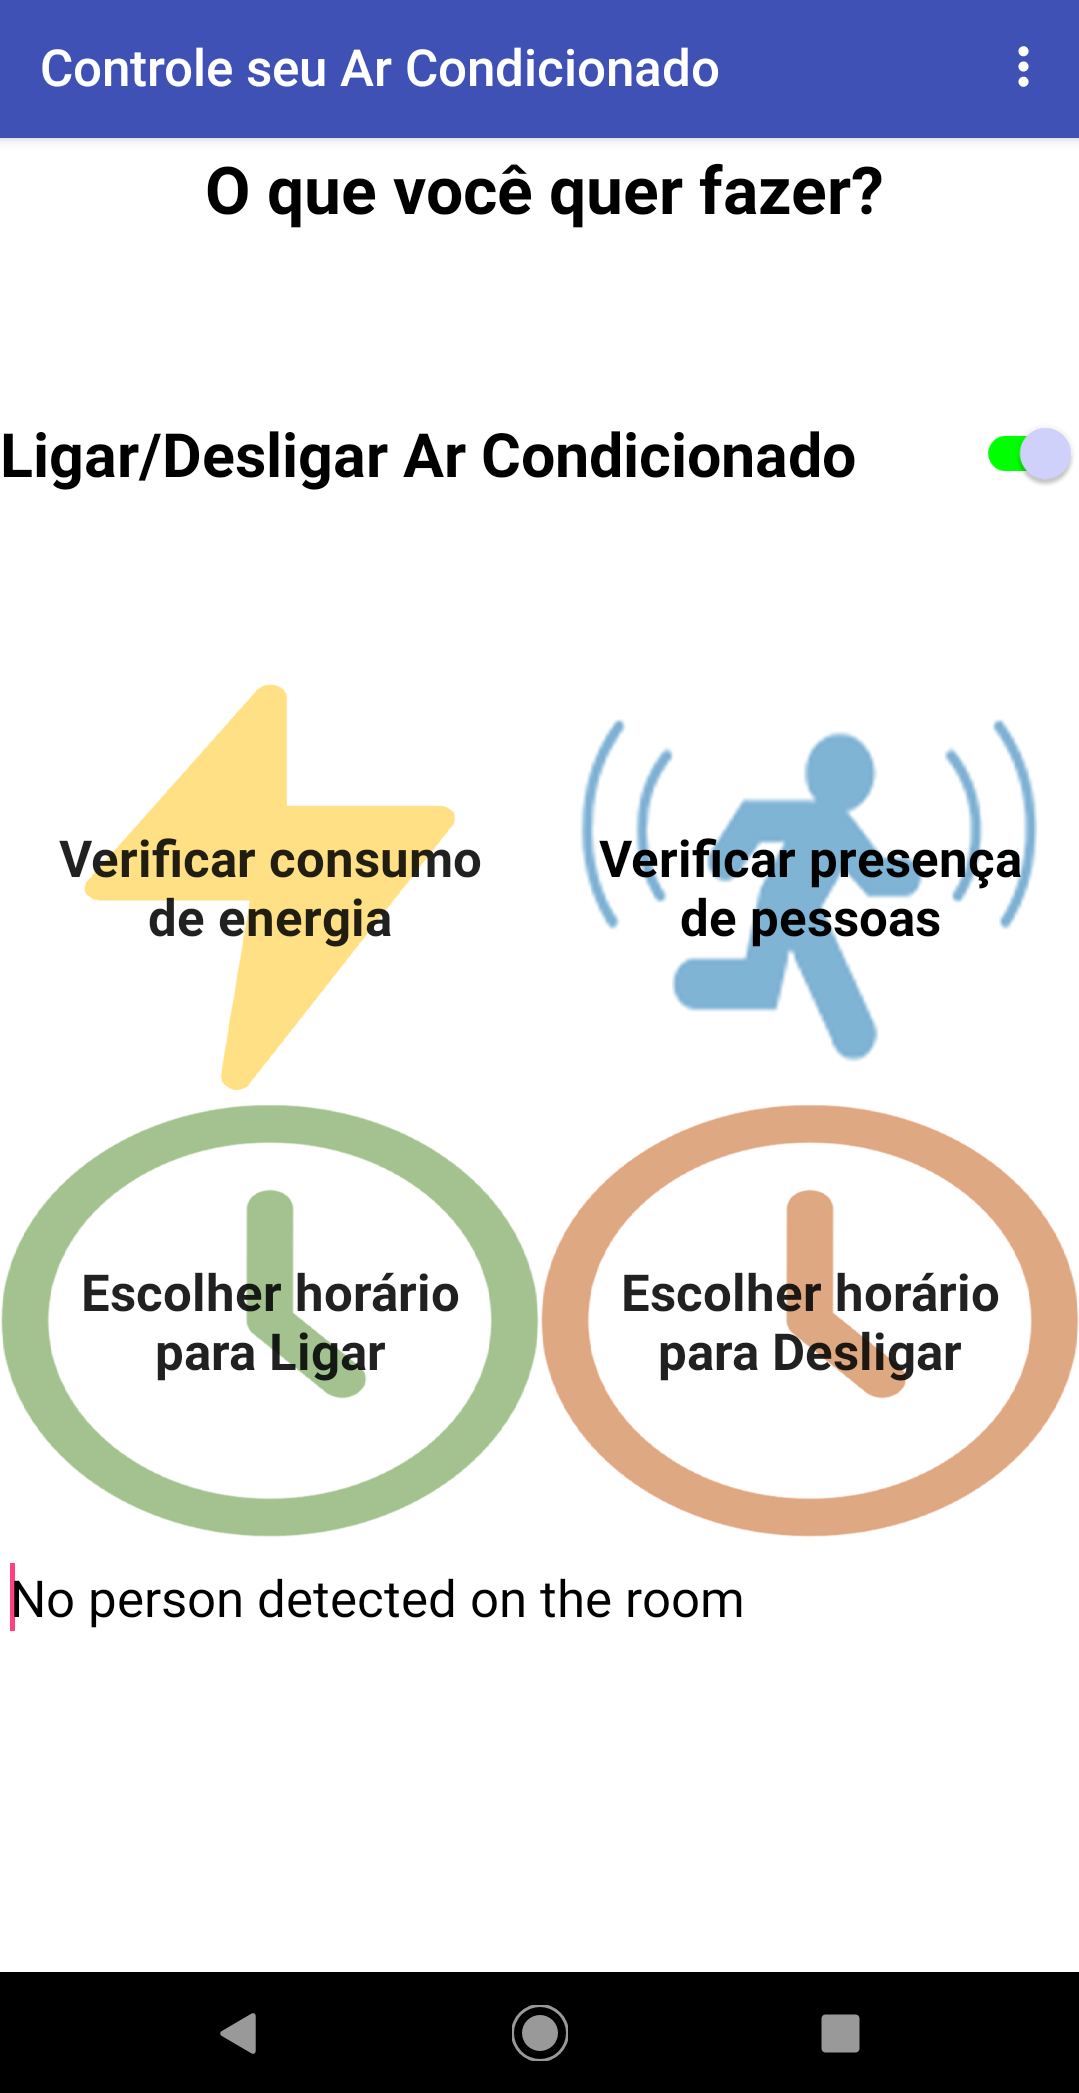 Controle seu Ar Condicionado
O que você quer fazer?
Ligar/Desligar Ar Condicionado
Verificar consumo
de energia
Verificar presença
de pessoas
Escolher horário
para Ligar
Escolher horário
para Desligar
No person detected on the room